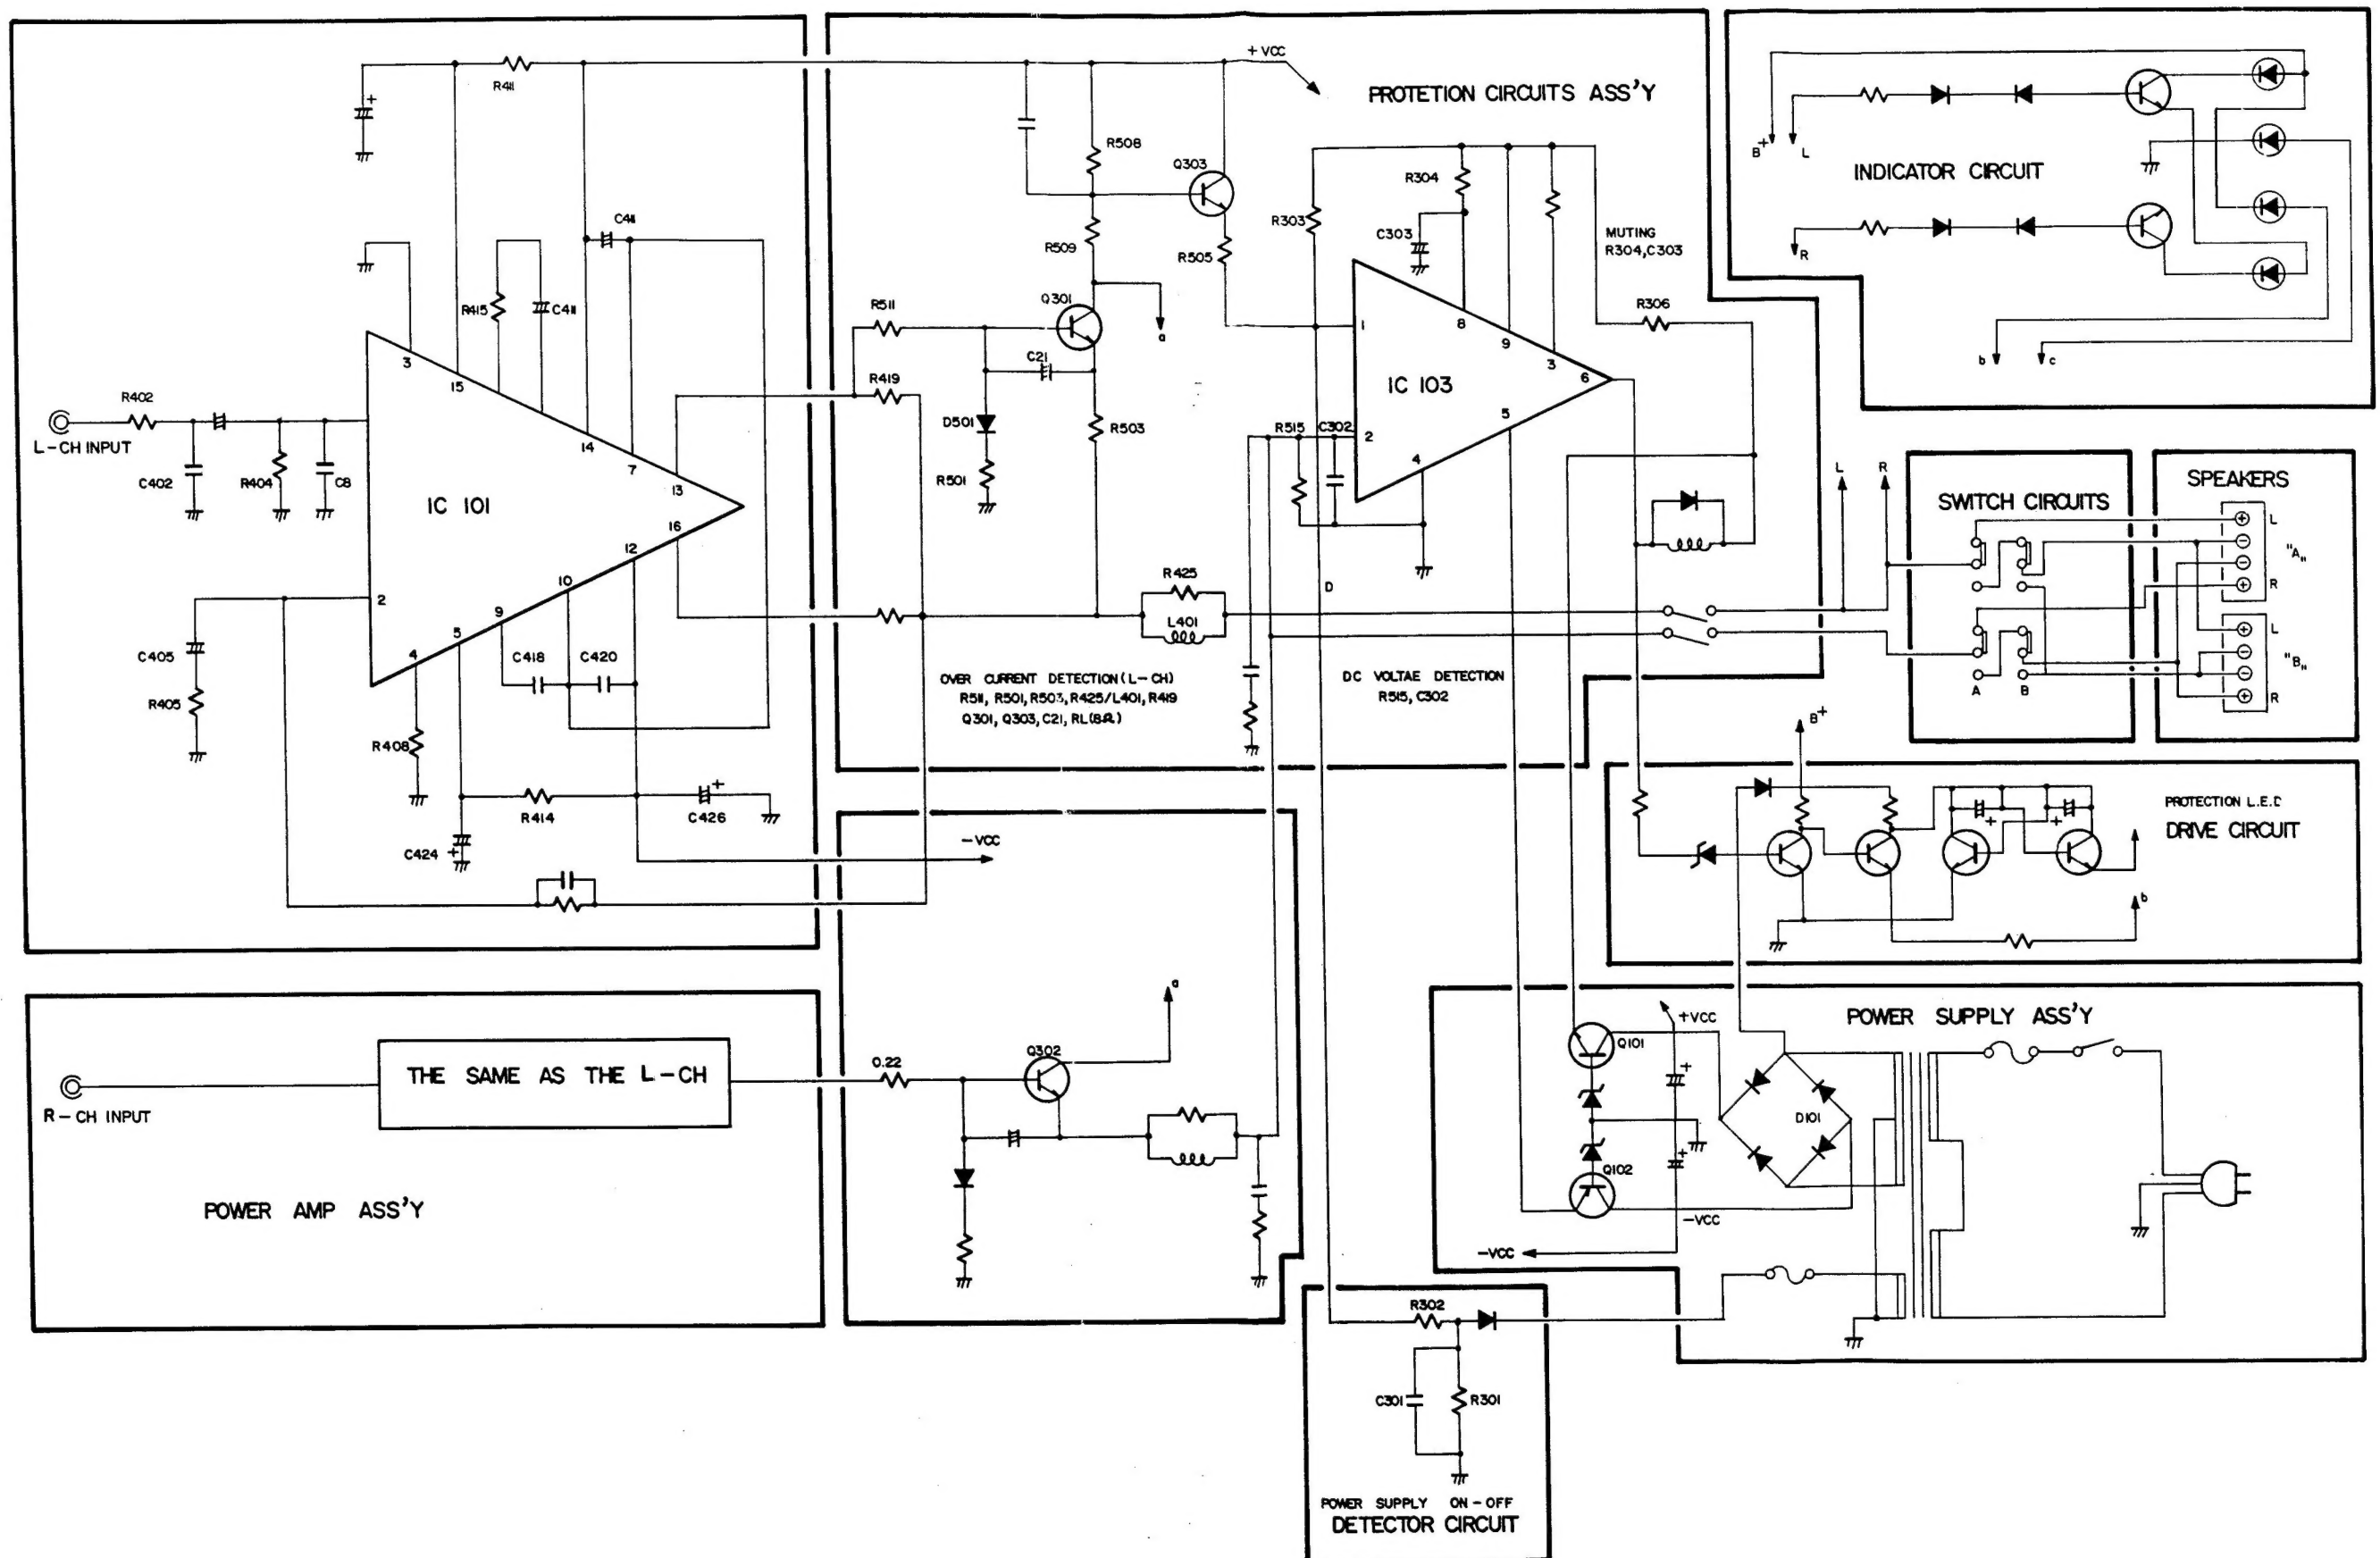 + VCC
R411
PROTETION CIRCUITS ASS'Y
B+
L
INDICATOR CIRCUIT
R
b
c
R508
Q303
R304
R303
C303
MUTING
R304,C303
C411
R509
R505
R415
C411
R511
Q301
a
R306
1
8
9
3
6
IC 103
5
2
4
3
15
14
7
13
C21
R419
D501
R503
R501
R515
C302
R402
L-CH INPUT
C402
R404
C8
IC 101
16
12
10
9
5
4
2
L
R
SWITCH CIRCUITS
SPEAKERS
L
"A"
R
L
"B"
R
A
B
R425
L401
D
C405
R405
C418
C420
R408
OVER CURRENT DETECTION (L-CH)
R511, R501, R503, R425/L401, R419
Q301, Q303, C21, RL(8Ω)
DC VOLTAE DETECTION
R515, C302
R414
C426
C424
+
-VCC
B+
PROTECTION L.E.D
DRIVE CIRCUIT
b
THE SAME AS THE L-CH
R-CH INPUT
POWER AMP ASS'Y
0.22
Q302
a
+VCC
POWER SUPPLY ASS'Y
Q101
D101
Q102
-VCC
-VCC
R302
C301
R301
POWER SUPPLY ON-OFF
DETECTOR CIRCUIT